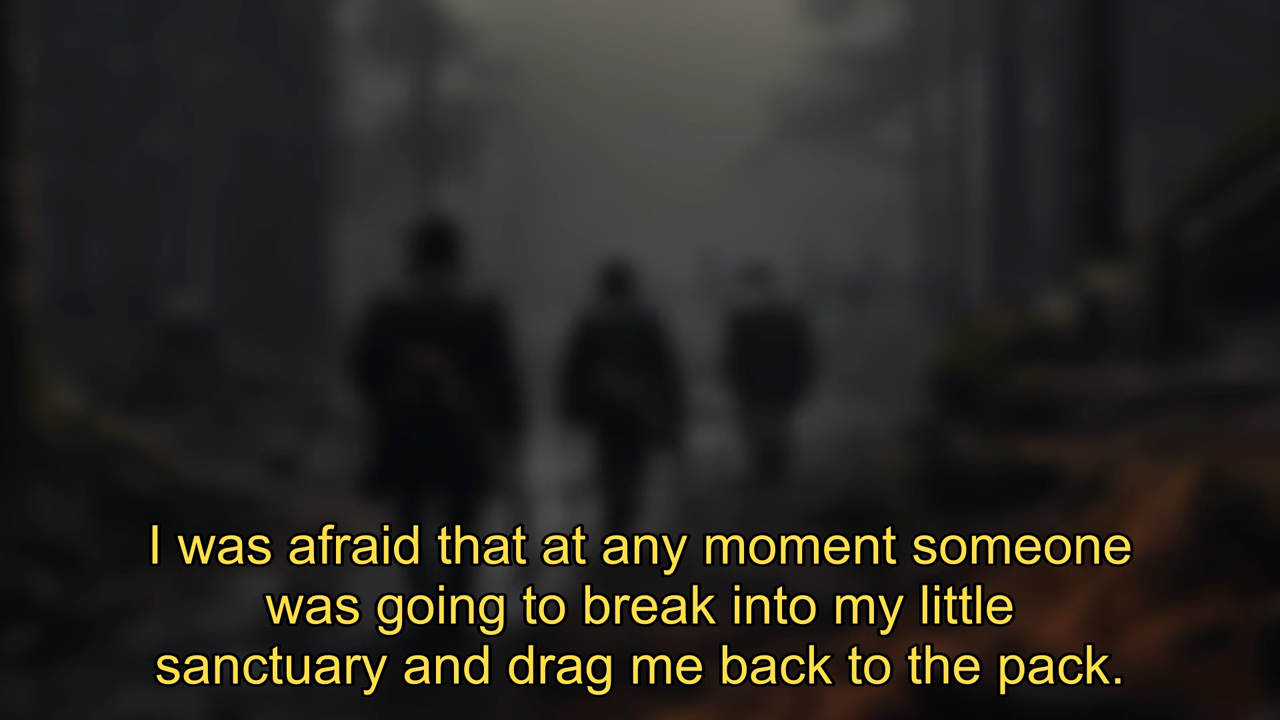 I was afraid that at any moment someone
was going to break into my little
sanctuary and drag me back to the pack.